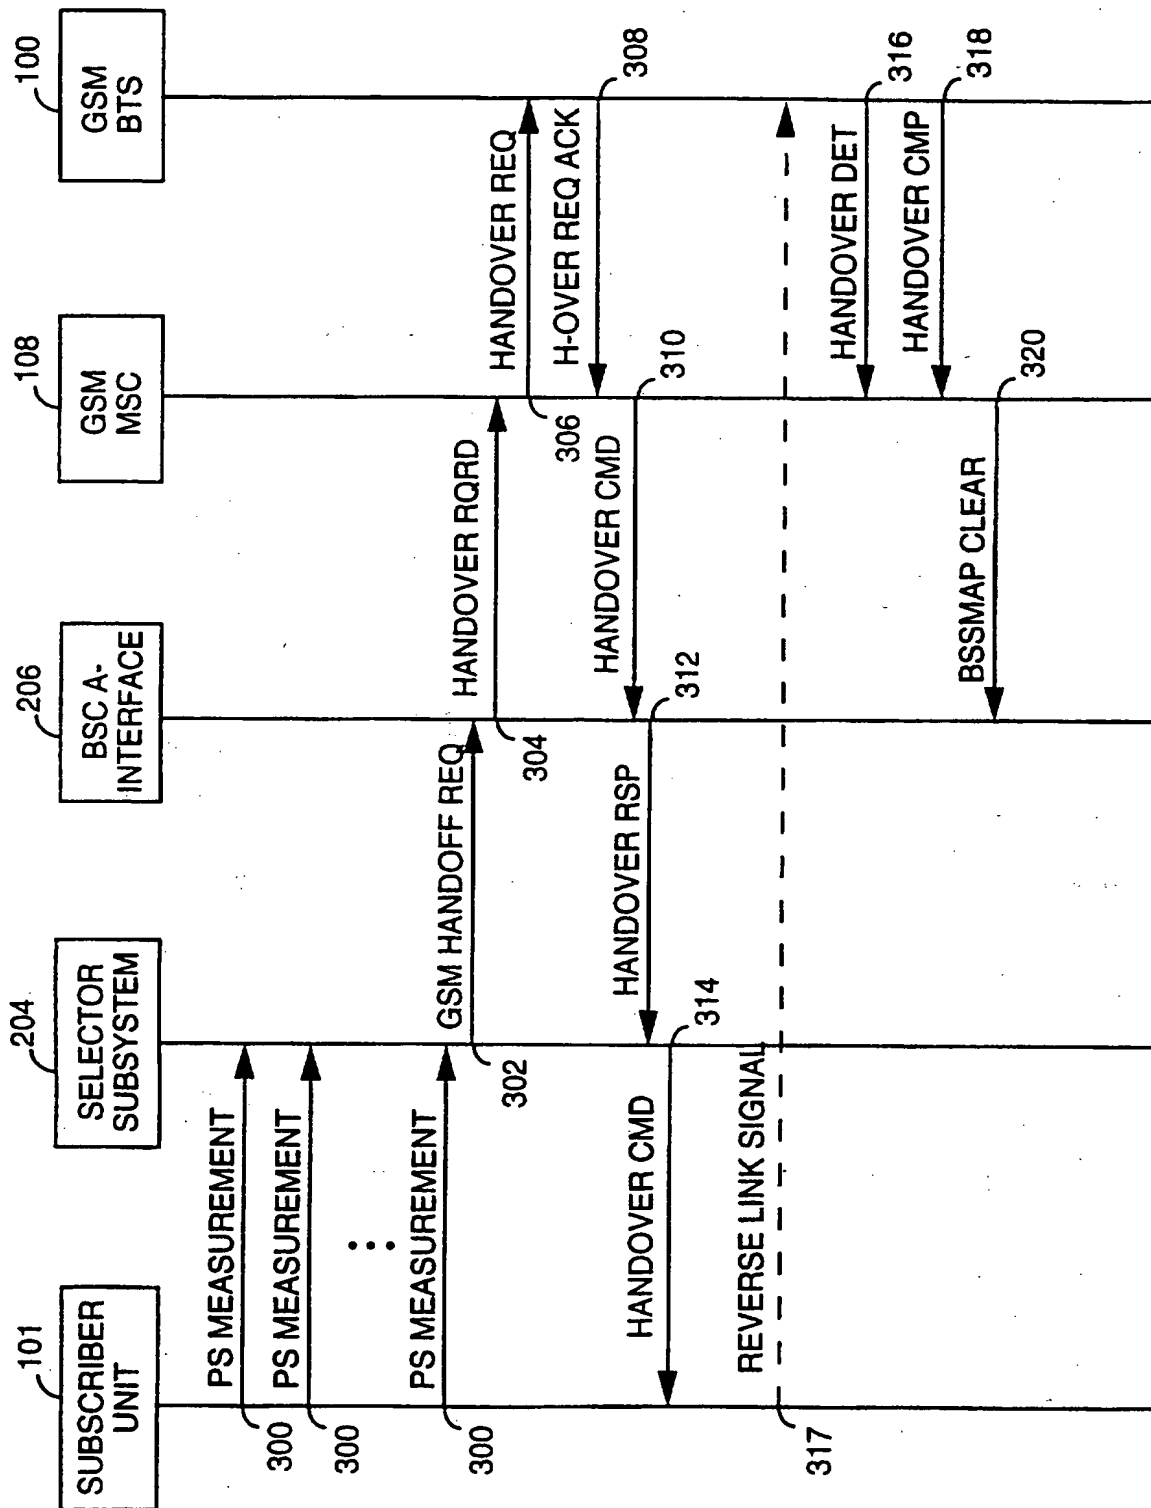 101
SUBSCRIBER
UNIT
204
SELECTOR
SUBSYSTEM
206
BSC A-
INTERFACE
108
GSM
MSC
100
GSM
BTS
PS MEASUREMENT
300
PS MEASUREMENT
300
PS MEASUREMENT
300
GSM HANDOFF REQ
302
HANDOVER RQRD
304
HANDOVER REQ
306
H-OVER REQ ACK
308
HANDOVER CMD
310
HANDOVER RSP
312
HANDOVER CMD
314
REVERSE LINK SIGNAL
317
HANDOVER DET
316
HANDOVER CMP
318
BSSMAP CLEAR
320